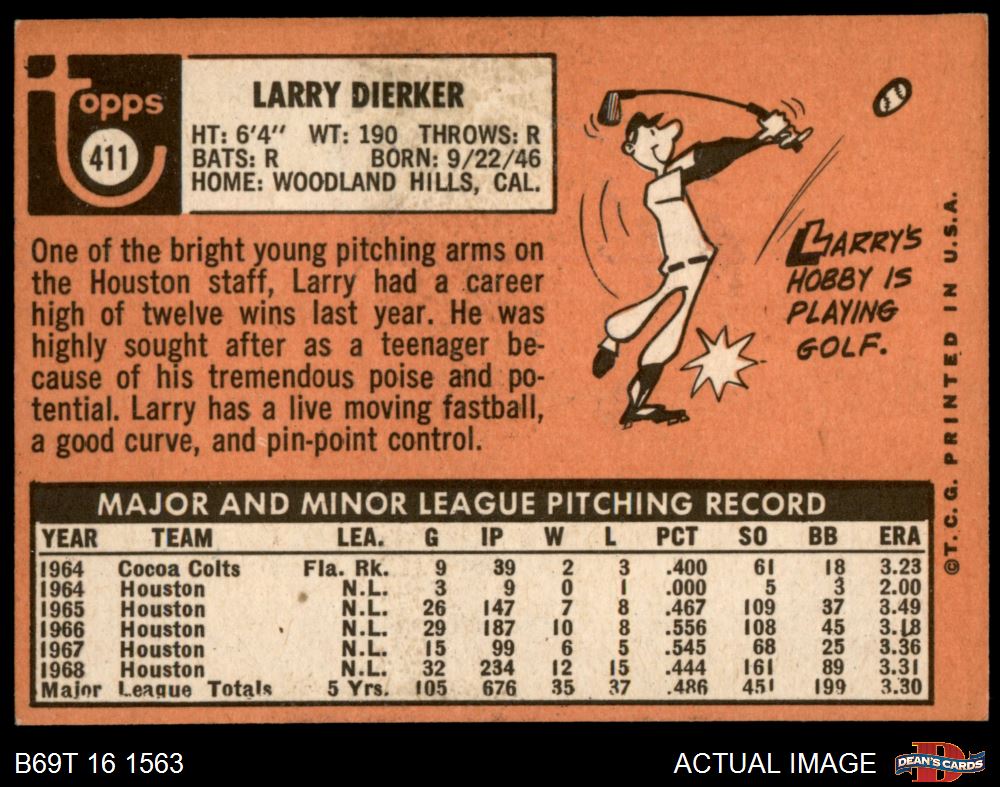 Topps
411
LARRY DIERKER
HT: 6'4" WT: 190 THROWS: R
BATS: R BORN: 9/22/46
HOME: WOODLAND HILLS, CAL.
One of the bright young pitching arms on
the Houston staff, Larry had a career
high of twelve wins last year. He was
highly sought after as a teenager be-
cause of his tremendous poise and po-
tential. Larry has a live moving fastball,
a good curve, and pin-point control.
LARRY'S
HOBBY IS
PLAYING
GOLF.
©T.C.G. PRINTED IN U.S.A.
MAJOR AND MINOR LEAGUE PITCHING RECORD
YEAR TEAM LEA. G IP W L PCT SO BB ERA
1964 Cocoa Colts Fla. Rk. 9 39 2 3 .400 61 18 3.23
1964 Houston N.L. 3 9 0 1 .000 5 3 2.00
1965 Houston N.L. 26 147 7 8 .467 109 37 3.49
1966 Houston N.L. 29 187 10 8 .556 108 45 3.18
1967 Houston N.L. 15 99 6 5 .545 68 25 3.36
1968 Houston N.L. 32 234 12 15 .444 161 89 3.31
Major League Totals 5 Yrs. 105 676 35 37 .486 451 199 3.30
B69T 16 1563
ACTUAL IMAGE
DEAN'S CARDS